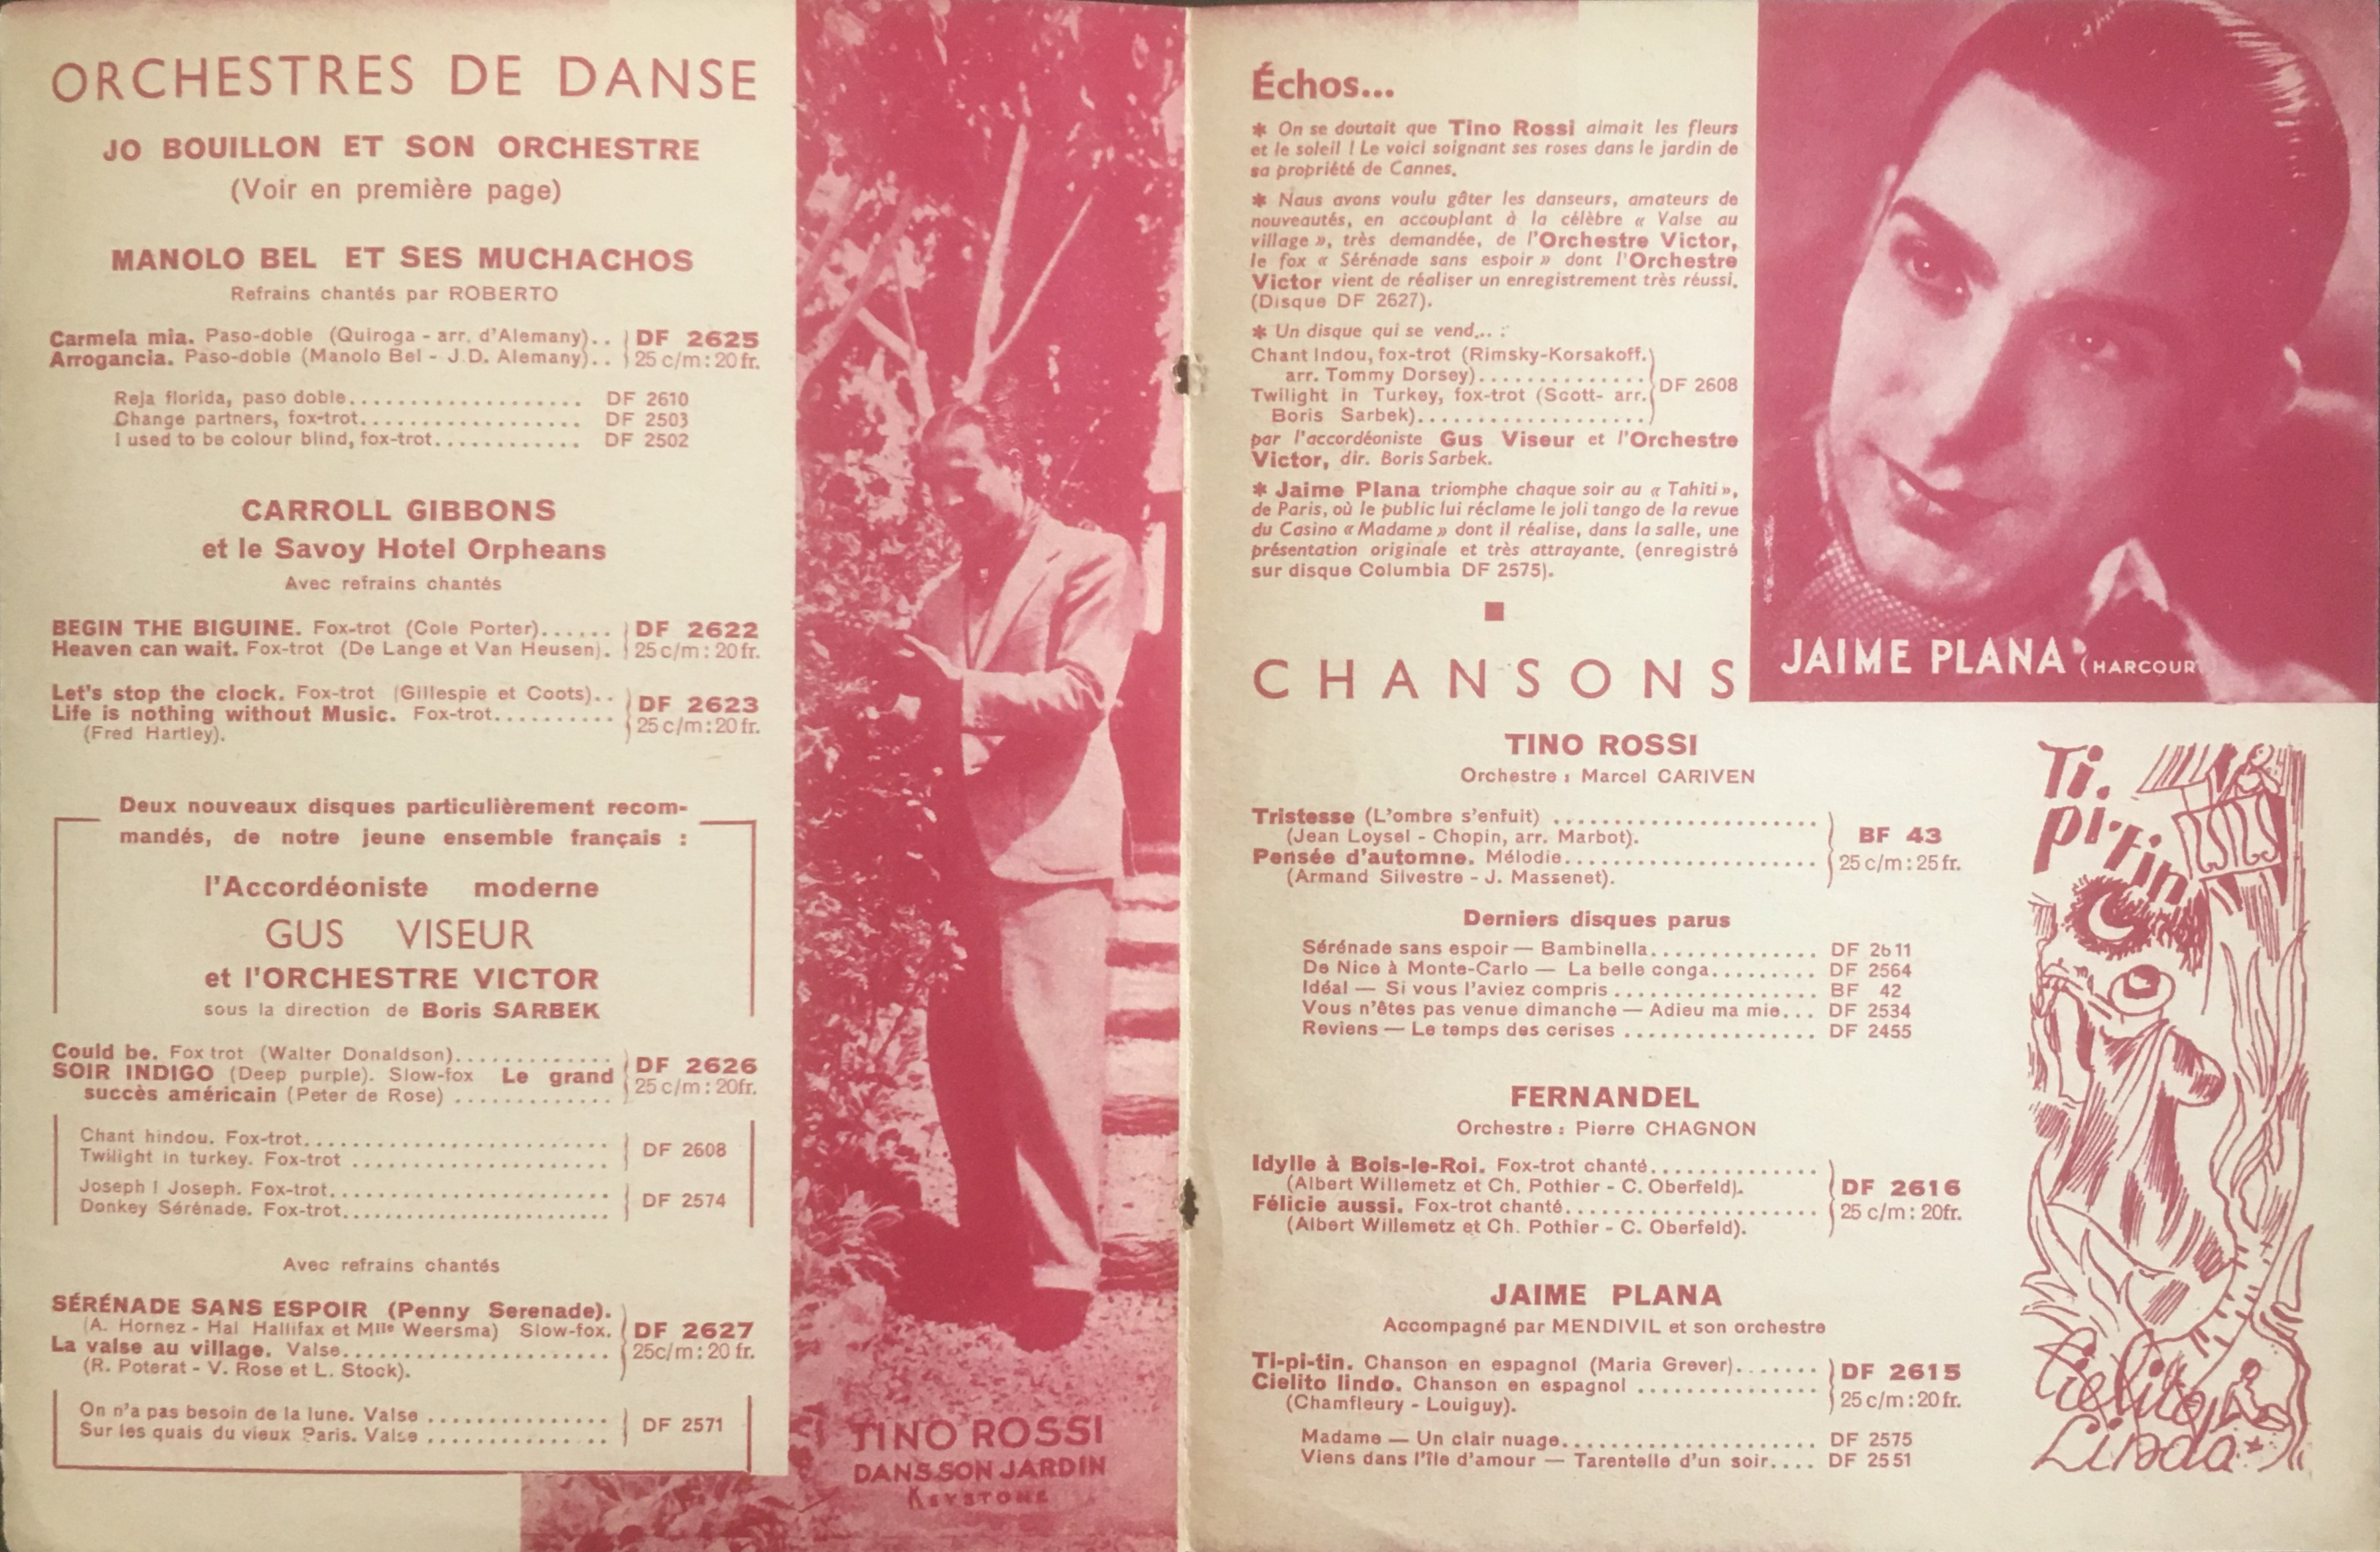 ORCHESTRES DE DANSE
JO BOUILLON ET SON ORCHESTRE
(Voir en première page)
MANOLO BEL ET SES MUCHACHOS
Refrains chantés par ROBERTO
Carmela mia. Paso-doble (Quiroga - arr. d'Alemany).. DF 2625
Arrogancia. Paso-doble (Manolo Bel - J.D. Alemany).. 25 c/m : 20 fr.
Reja florida, paso doble.................... DF 2610
Change partners, fox-trot................... DF 2503
I used to be colour blind, fox-trot............ DF 2502
CARROLL GIBBONS
et le Savoy Hotel Orpheans
Avec refrains chantés
BEGIN THE BIGUINE. Fox-trot (Cole Porter)...... DF 2622
Heaven can wait. Fox-trot (De Lange et Van Heusen). 25 c/m : 20 fr.
Let's stop the clock. Fox-trot (Gillespie et Coots)..
DF 2623
Life is nothing without Music. Fox-trot..........
25 c/m : 20 fr.
(Fred Hartley).
Deux nouveaux disques particulièrement recom-
mandés, de notre jeune ensemble français :
l'Accordéoniste moderne
GUS VISEUR
et l'ORCHESTRE VICTOR
sous la direction de Boris SARBEK
Could be. Fox trot (Walter Donaldson).............
DF 2626
SOIR INDIGO (Deep purple). Slow-fox Le grand
25 c/m : 20fr.
succès américain (Peter de Rose) .............
Chant hindou. Fox-trot..............................
DF 2608
Twilight in turkey. Fox-trot .........................
Joseph ! Joseph. Fox-trot...........................
DF 2574
Donkey Sérénade. Fox-trot..........................
Avec refrains chantés
SÉRÉNADE SANS ESPOIR (Penny Serenade).
(A. Hornez - Hal Hallifax et Mlle Weersma) Slow-fox. DF 2627
La valse au village. Valse.......................... 25c/m : 20 fr.
(R. Poterat - V. Rose et L. Stock).
On n'a pas besoin de la lune. Valse .................
DF 2571
Sur les quais du vieux Paris. Valse .................
TINO ROSSI
DANS SON JARDIN
KEYSTONE
Échos...
* On se doutait que Tino Rossi aimait les fleurs
et le soleil ! Le voici soignant ses roses dans le jardin de
sa propriété de Cannes.
* Nous avons voulu gâter les danseurs, amateurs de
nouveautés, en accouplant à la célèbre « Valse au
village », très demandée, de l'Orchestre Victor,
le fox « Sérénade sans espoir » dont l'Orchestre
Victor vient de réaliser un enregistrement très réussi.
(Disque DF 2627).
* Un disque qui se vend... :
Chant Indou, fox-trot (Rimsky-Korsakoff.
arr. Tommy Dorsey)...............
DF 2608
Twilight in Turkey, fox-trot (Scott- arr.
Boris Sarbek)....................
par l'accordéoniste Gus Viseur et l'Orchestre
Victor, dir. Boris Sarbek.
* Jaime Plana triomphe chaque soir au « Tahiti »,
de Paris, où le public lui réclame le joli tango de la revue
du Casino « Madame » dont il réalise, dans la salle, une
présentation originale et très attrayante. (enregistré
sur disque Columbia DF 2575).
JAIME PLANA (HARCOUR
CHANSONS
TINO ROSSI
Orchestre : Marcel CARIVEN
Tristesse (L'ombre s'enfuit) .......................
(Jean Loysel - Chopin, arr. Marbot).
BF 43
Pensée d'automne. Mélodie......................
25 c/m : 25 fr.
(Armand Silvestre - J. Massenet).
Derniers disques parus
Sérénade sans espoir — Bambinella............... DF 2611
De Nice à Monte-Carlo — La belle conga......... DF 2564
Idéal — Si vous l'aviez compris .................. BF 42
Vous n'êtes pas venue dimanche — Adieu ma mie... DF 2534
Reviens — Le temps des cerises ................. DF 2455
FERNANDEL
Orchestre : Pierre CHAGNON
Idylle à Bois-le-Roi. Fox-trot chanté...............
(Albert Willemetz et Ch. Pothier - C. Oberfeld).
DF 2616
Félicie aussi. Fox-trot chanté.......................
25 c/m : 20fr.
(Albert Willemetz et Ch. Pothier - C. Oberfeld).
JAIME PLANA
Accompagné par MENDIVIL et son orchestre
Ti-pi-tin. Chanson en espagnol (Maria Grever)....... DF 2615
Cielito lindo. Chanson en espagnol ................
25 c/m : 20 fr.
(Chamfleury - Louiguy).
Madame — Un clair nuage....................... DF 2575
Viens dans l'île d'amour — Tarentelle d'un soir.... DF 2551
Ti.
pi-Tin
Cielito
Linda